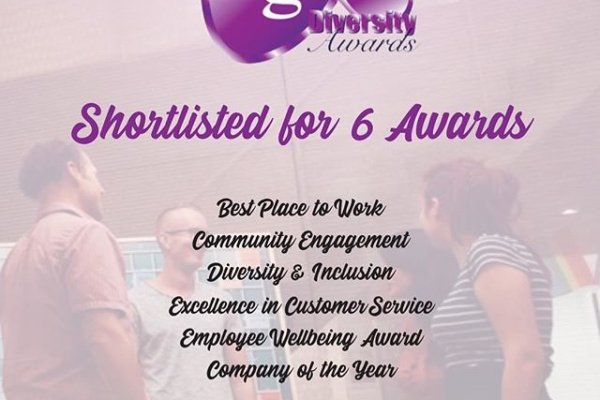 g
Diversity
Awards
Shortlisted for 6 Awards
Best Place to Work
Community Engagement
Diversity & Inclusion
Excellence in Customer Service
Employee Wellbeing Award
Company of the Year